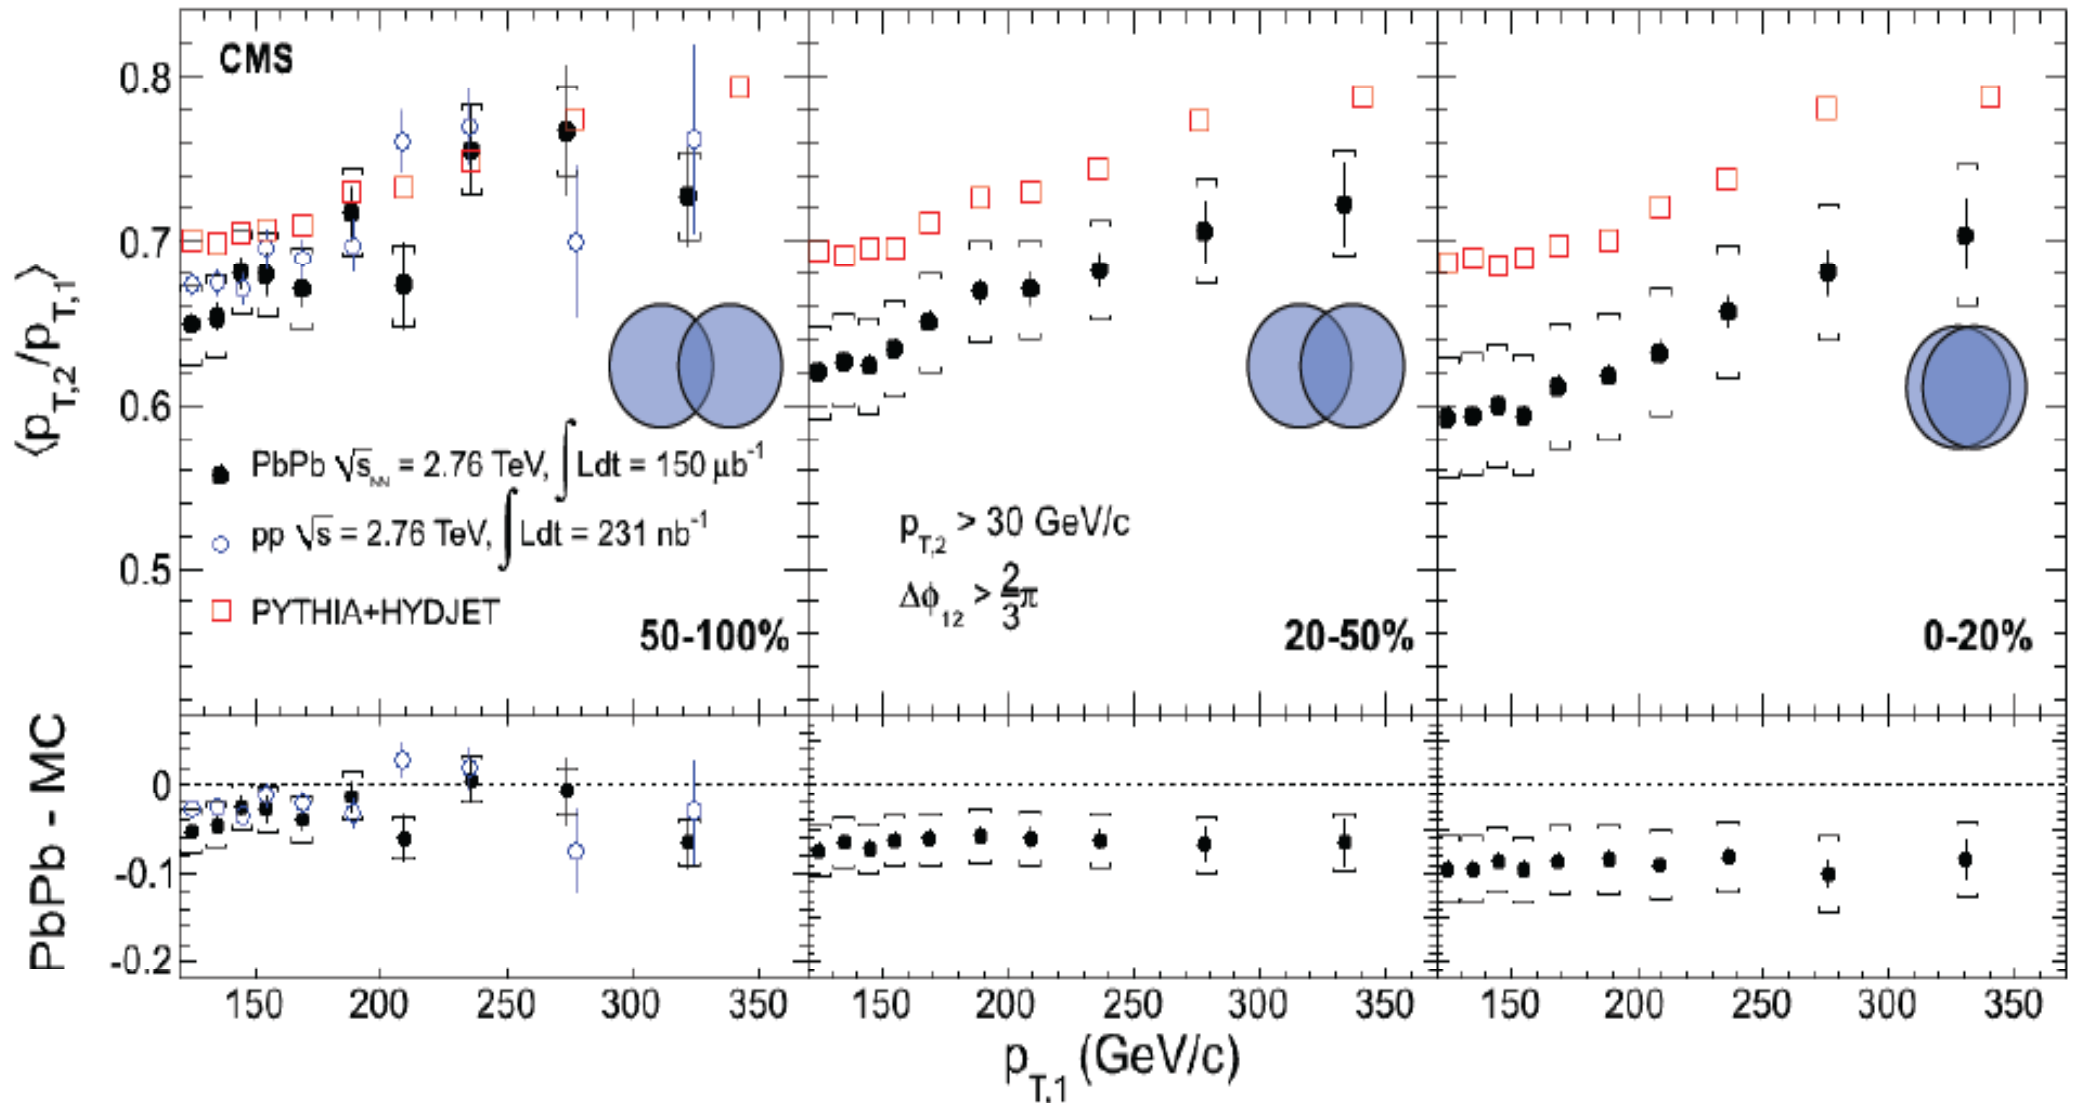 CMS
0.8
0.7
0.6
0.5
⟨p_T,2/p_T,1⟩
PbPb √s_NN = 2.76 TeV, ∫Ldt = 150 μb⁻¹
pp √s = 2.76 TeV, ∫Ldt = 231 nb⁻¹
PYTHIA+HYDJET
50-100%
p_T,2 > 30 GeV/c
Δϕ_12 > 2/3 π
20-50%
0-20%
PbPb - MC
0
-0.1
-0.2
150 200 250 300 350 150 200 250 300 350 150 200 250 300 350
p_T,1 (GeV/c)